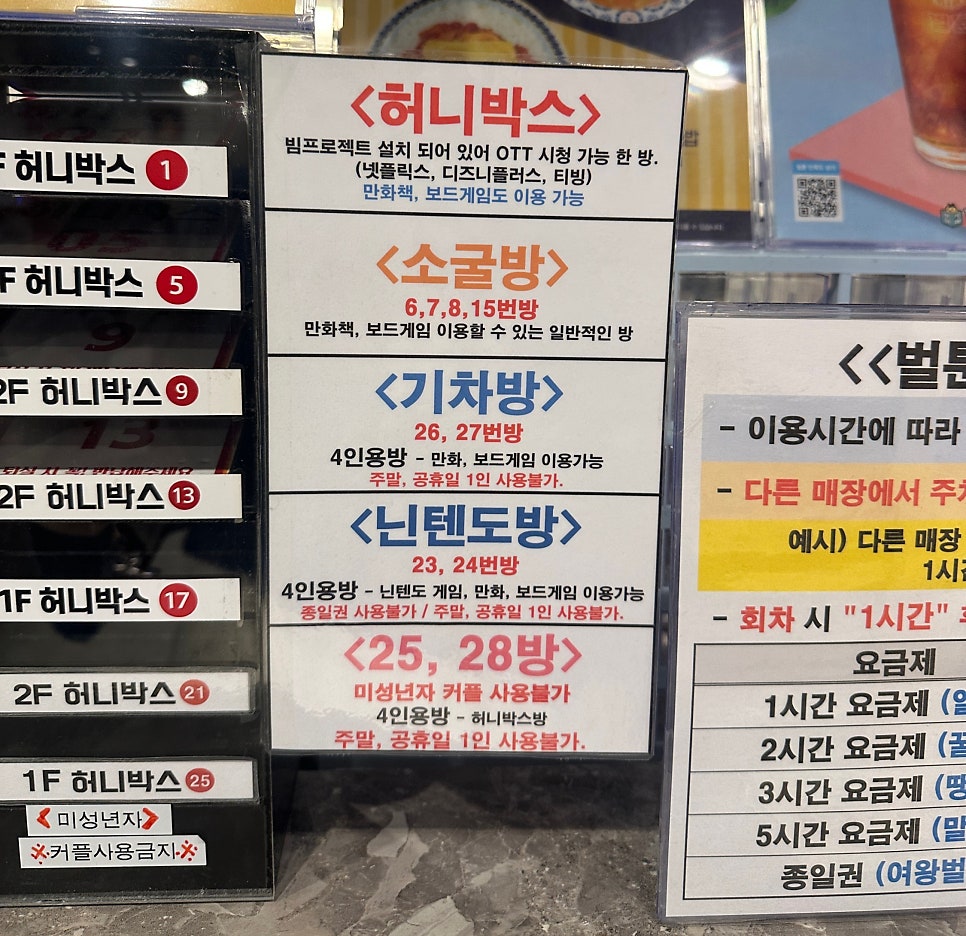 F 허니박스 1
F 허니박스 5
9
2F 허니박스 9
13
2F 허니박스 13
1F 허니박스 17
2F 허니박스 21
1F 허니박스 25
<미성년자>
※커플사용금지※
<허니박스>
빔프로젝트 설치 되어 있어 OTT 시청 가능 한 방.
(넷플릭스, 디즈니플러스, 티빙)
만화책, 보드게임도 이용 가능
<소굴방>
6,7,8,15번방
만화책, 보드게임 이용할 수 있는 일반적인 방
<기차방>
26, 27번방
4인용방 - 만화, 보드게임 이용가능
주말, 공휴일 1인 사용불가.
<닌텐도방>
23, 24번방
4인용방 - 닌텐도 게임, 만화, 보드게임 이용가능
종일권 사용불가 / 주말, 공휴일 1인 사용불가.
<25, 28방>
미성년자 커플 사용불가
4인용방 - 허니박스방
주말, 공휴일 1인 사용불가.
밥
<<벌툰
- 이용시간에 따라
- 다른 매장에서 주차
예시) 다른 매장
1시간
- 회차 시 "1시간"
요금제
1시간 요금제
2시간 요금제 (꿀
3시간 요금제 (땅
5시간 요금제 (말
종일권 (여왕벌